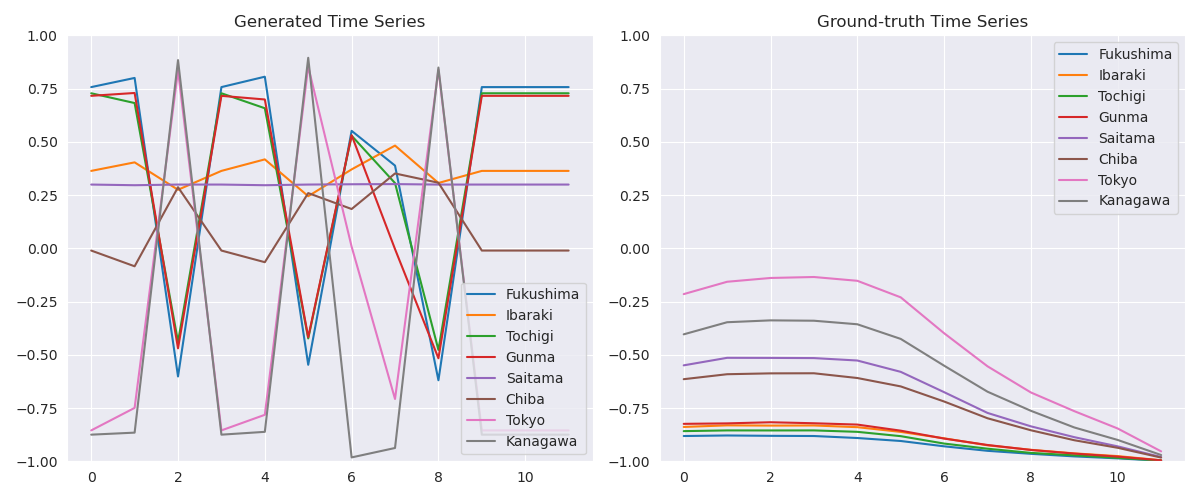 Generated Time Series
1.00
0.75
0.50
0.25
0.00
−0.25
−0.50
−0.75
−1.00
0 2 4 6 8 10
Fukushima
Ibaraki
Tochigi
Gunma
Saitama
Chiba
Tokyo
Kanagawa
Ground-truth Time Series
1.00
0.75
0.50
0.25
0.00
−0.25
−0.50
−0.75
−1.00
0 2 4 6 8 10
Fukushima
Ibaraki
Tochigi
Gunma
Saitama
Chiba
Tokyo
Kanagawa